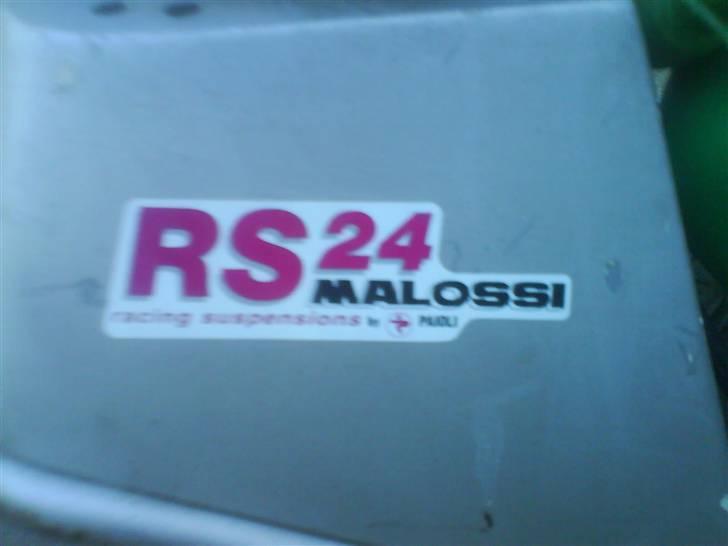 RS24
MALOSSI
racing suspensions by PAIOLI